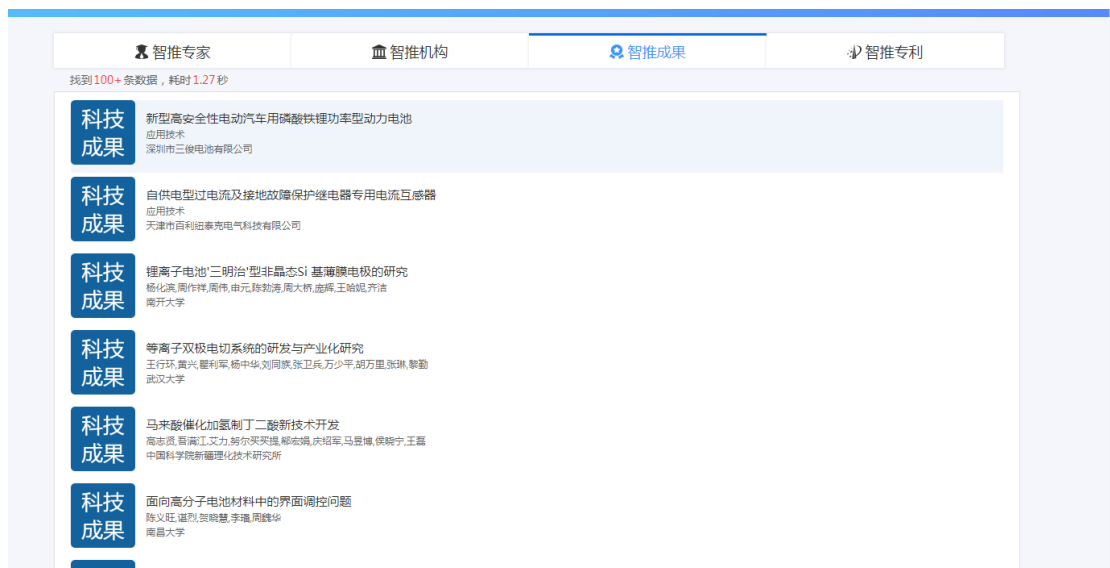 智推专家
智推机构
智推成果
智推专利
找到100+条数据，耗时1.27秒
科技
成果
新型高安全性电动汽车用磷酸铁锂功率型动力电池
应用技术
深圳市三俊电池有限公司
科技
成果
自供电型过电流及接地故障保护继电器专用电流互感器
应用技术
天津市百利纽泰克电气科技有限公司
科技
成果
锂离子电池'三明治'型非晶态Si 基薄膜电极的研究
杨化滨,周作祥,周伟,申元,陈勃涛,周大桥,庞辉,王哈妮,齐洁
南开大学
科技
成果
等离子双极电切系统的研发与产业化研究
王行环,黄兴,瞿利军,杨中华,刘同族,张卫兵,万少平,胡万里,张琳,黎勤
武汉大学
科技
成果
马来酸催化加氢制丁二酸新技术开发
高志贤,吾满江.艾力,努尔买买提,郗宏娟,庆绍军,马昱博,侯晓宁,王磊
中国科学院新疆理化技术研究所
科技
成果
面向高分子电池材料中的界面调控问题
陈义旺,谌烈,贺晓慧,李璠,周魏华
南昌大学